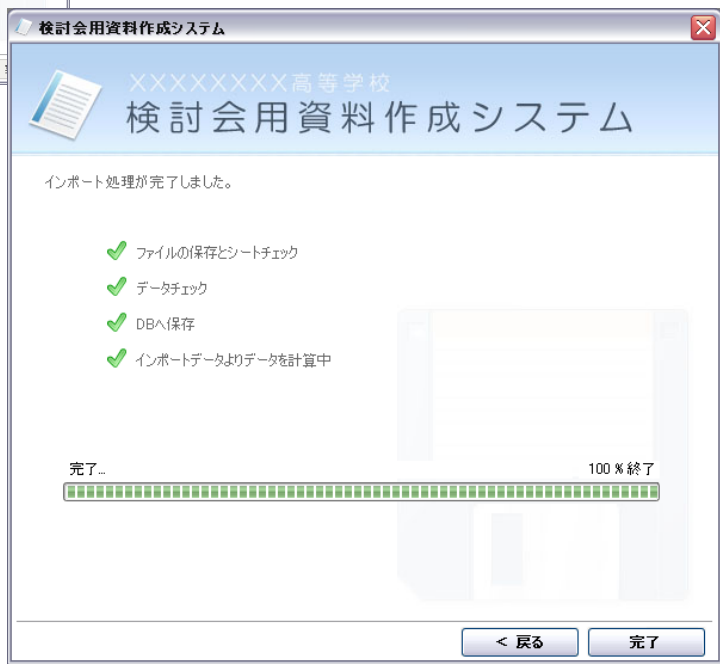 検討会用資料作成システム
XXXXXXXX高等学校
検討会用資料作成システム
インポート処理が完了しました。
ファイルの保存とシートチェック
データチェック
DBへ保存
インポートデータよりデータを計算中
完了...
100 % 終了
< 戻る
完了